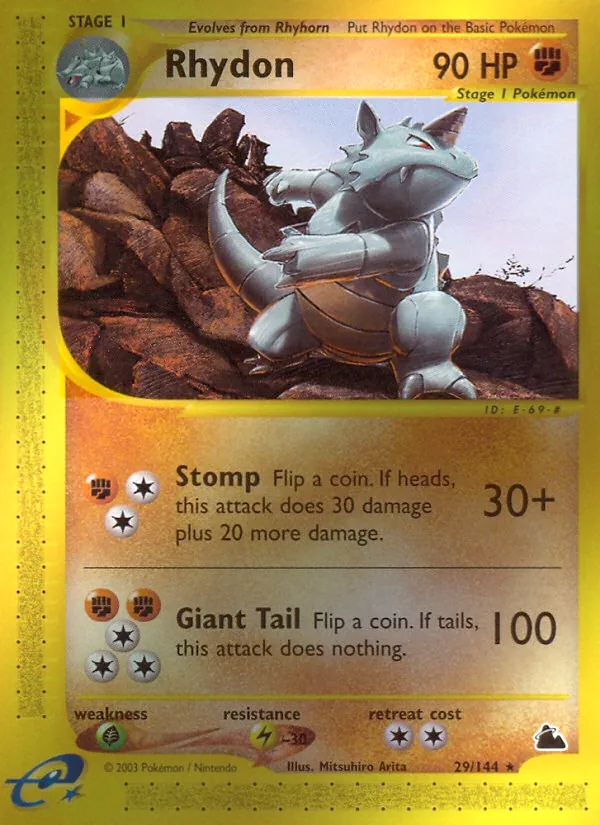 STAGE 1
Evolves from Rhyhorn Put Rhydon on the Basic Pokémon
Rhydon 90 HP
Stage 1 Pokémon
ID: E-69-#
Stomp Flip a coin. If heads,
this attack does 30 damage
plus 20 more damage.
30+
Giant Tail Flip a coin. If tails,
this attack does nothing.
100
weakness resistance retreat cost
-30
© 2003 Pokémon / Nintendo Illus. Mitsuhiro Arita 29/144 ★
e